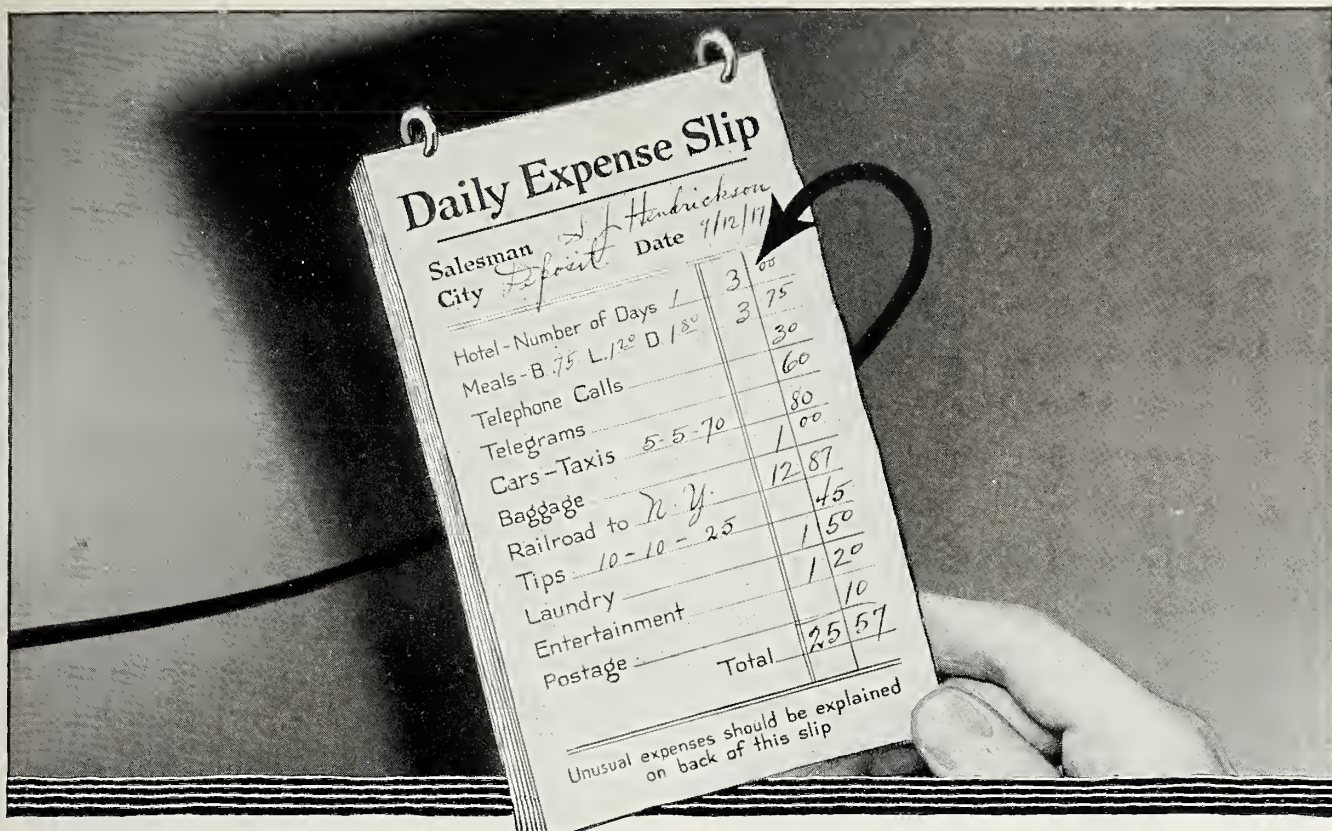 Daily Expense Slip
Salesman S J Hendrickson
City Deposit Date 9/12/17
Hotel-Number of Days 1 3 00
Meals-B. 75 L. 1 20 D. 1 80 3 75
Telephone Calls 30
Telegrams 60
Cars-Taxis 5-5-70 80
Baggage 1 00
Railroad to N.Y. 12 87
Tips 10-10-25 45
Laundry 1 50
Entertainment 1 20
Postage 10
Total 25 57
Unusual expenses should be explained
on back of this slip